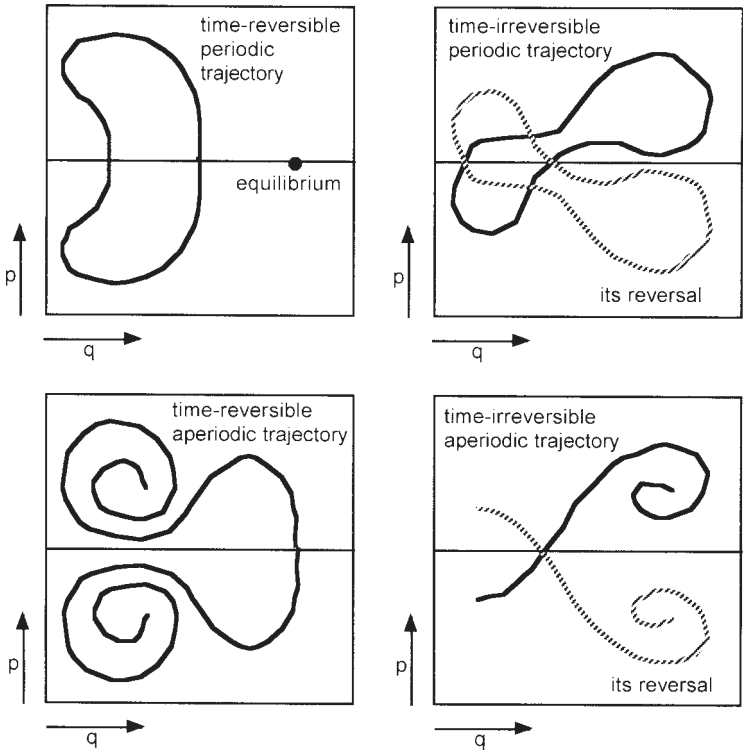 time-reversible
periodic
trajectory
equilibrium
p
q
time-irreversible
periodic trajectory
its reversal
p
q
time-reversible
aperiodic trajectory
p
q
time-irreversible
aperiodic trajectory
its reversal
p
q